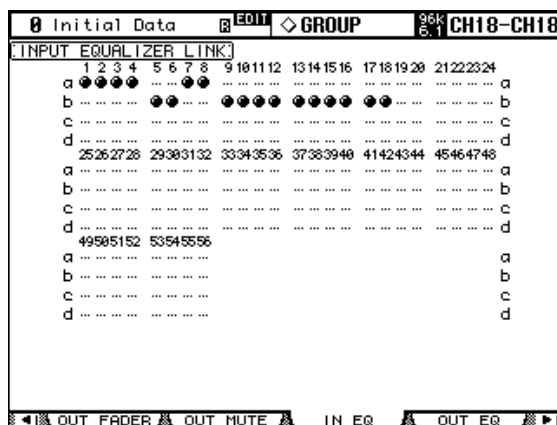 0 Initial Data R EDIT ◇ GROUP 96k 6.1 CH18-CH18
INPUT EQUALIZER LINK
1 2 3 4 5 6 7 8 9 10 11 12 13 14 15 16 17 18 19 20 21 22 23 24
a a
b b
c c
d d
25 26 27 28 29 30 31 32 33 34 35 36 37 38 39 40 41 42 43 44 45 46 47 48
a a
b b
c c
d d
49 50 51 52 53 54 55 56
a a
b b
c c
d d
OUT FADER OUT MUTE IN EQ OUT EQ